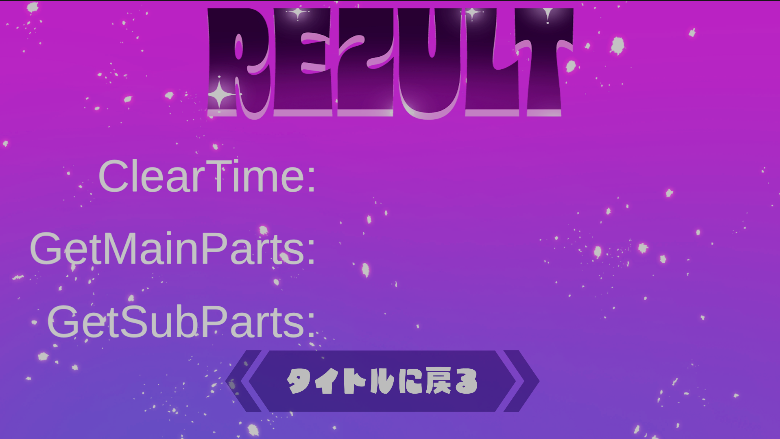 REZULT
ClearTime:
GetMainParts:
GetSubParts:
タイトルに戻る